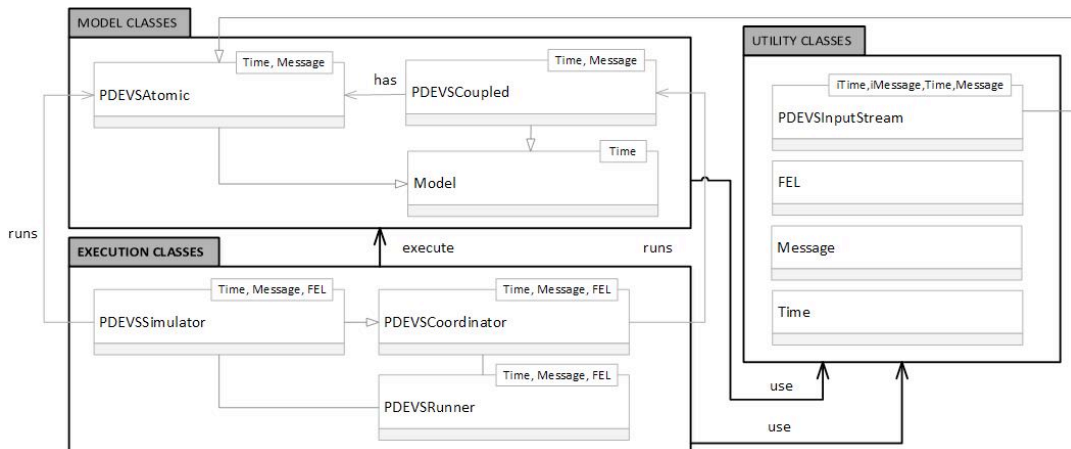 MODEL CLASSES
Time, Message
PDEVSAtomic
has
Time, Message
PDEVSCoupled
Time
Model
runs
EXECUTION CLASSES
execute
runs
Time, Message, FEL
PDEVSSimulator
Time, Message, FEL
PDEVSCoordinator
Time, Message, FEL
PDEVSRunner
UTILITY CLASSES
iTime,iMessage,Time,Message
PDEVSInputStream
FEL
Message
Time
use
use